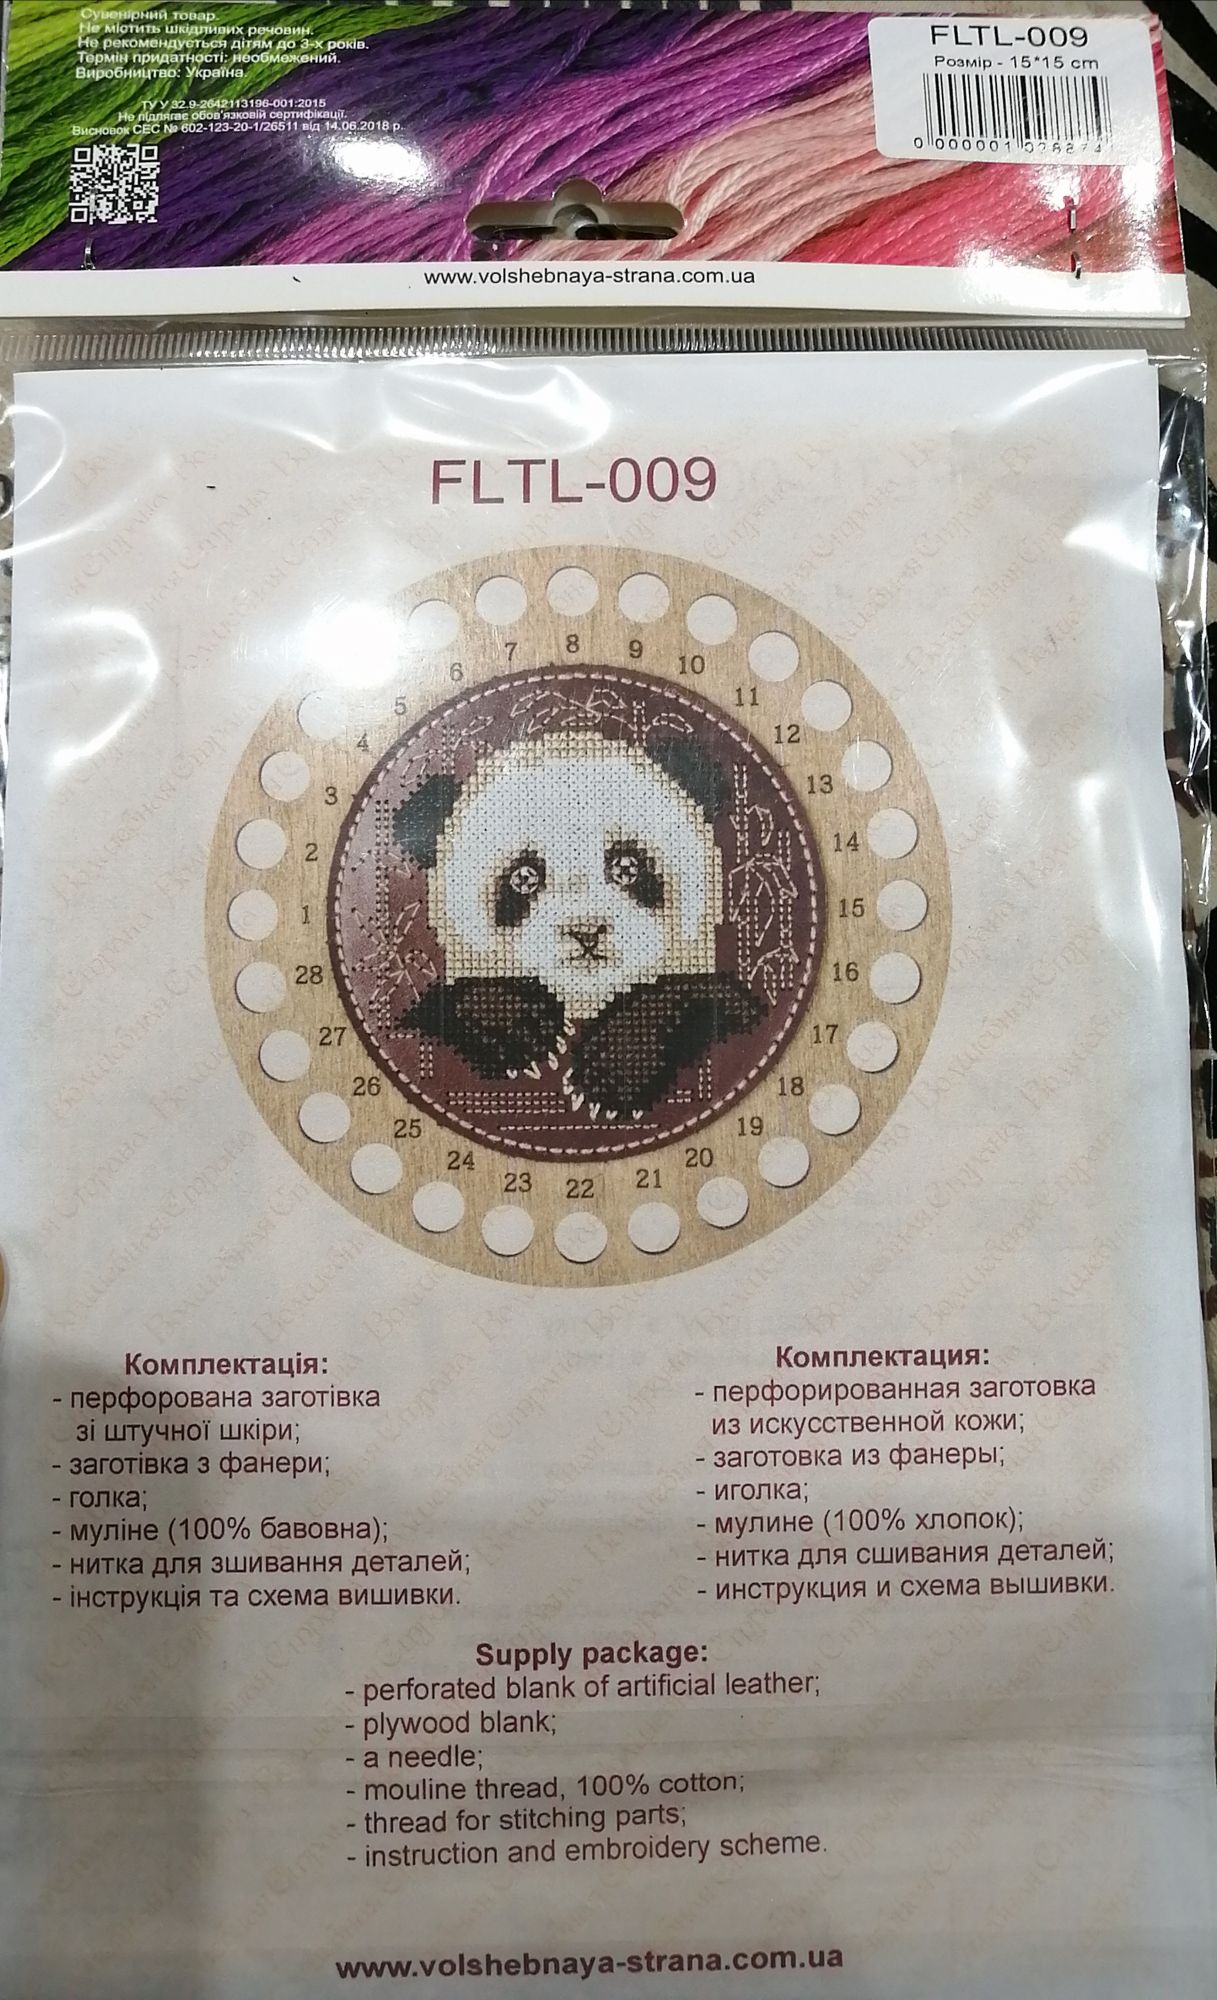 Сувенірний товар.
Не містить шкідливих речовин.
Не рекомендується дітям до 3-х років.
Термін придатності: необмежений.
Виробництво: Україна.
ТУ У 32.9-2642113196-001:2015
Не підлягає обов'язковій сертифікації.
Висновок СЕС № 602-123-20-1/26511 від 14.06.2018 р.
FLTL-009
Розмір - 15*15 cm
0 000001 028874
www.volshebnaya-strana.com.ua
FLTL-009
1
2
3
4
5
6
7
8
9
10
11
12
13
14
15
16
17
18
19
20
21
22
23
24
25
26
27
28
Комплектація:
- перфорована заготівка
зі штучної шкіри;
- заготівка з фанери;
- голка;
- муліне (100% бавовна);
- нитка для зшивання деталей;
- інструкція та схема вишивки.
Комплектация:
- перфорированная заготовка
из искусственной кожи;
- заготовка из фанеры;
- иголка;
- мулине (100% хлопок);
- нитка для сшивания деталей;
- инструкция и схема вышивки.
Supply package:
- perforated blank of artificial leather;
- plywood blank;
- a needle;
- mouline thread, 100% cotton;
- thread for stitching parts;
- instruction and embroidery scheme.
www.volshebnaya-strana.com.ua